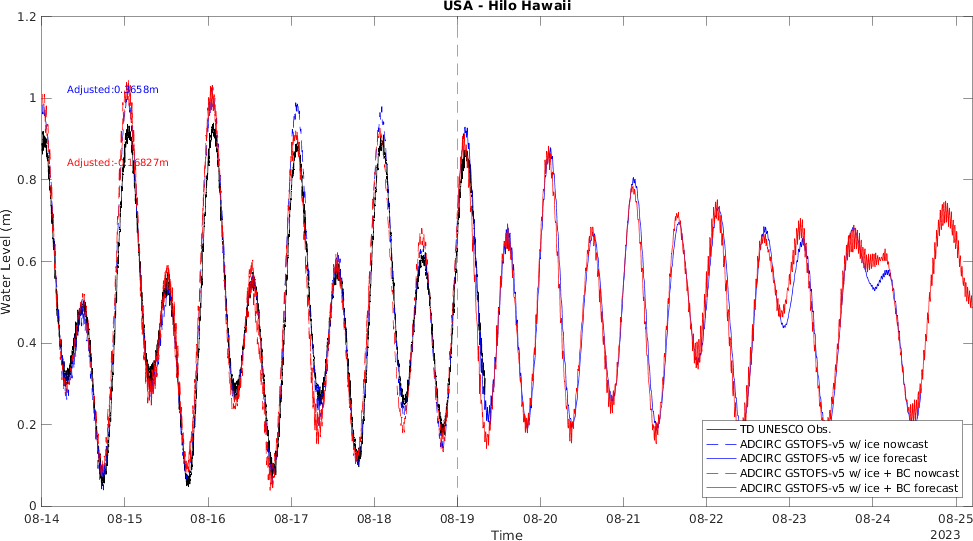 USA - Hilo Hawaii
1.2
1
0.8
0.6
0.4
0.2
0
Water Level (m)
08-14 08-15 08-16 08-17 08-18 08-19 08-20 08-21 08-22 08-23 08-24 08-25
2023
Time
TD UNESCO Obs.
ADCIRC GSTOFS-v5 w/ ice nowcast
ADCIRC GSTOFS-v5 w/ ice forecast
ADCIRC GSTOFS-v5 w/ ice + BC nowcast
ADCIRC GSTOFS-v5 w/ ice + BC forecast